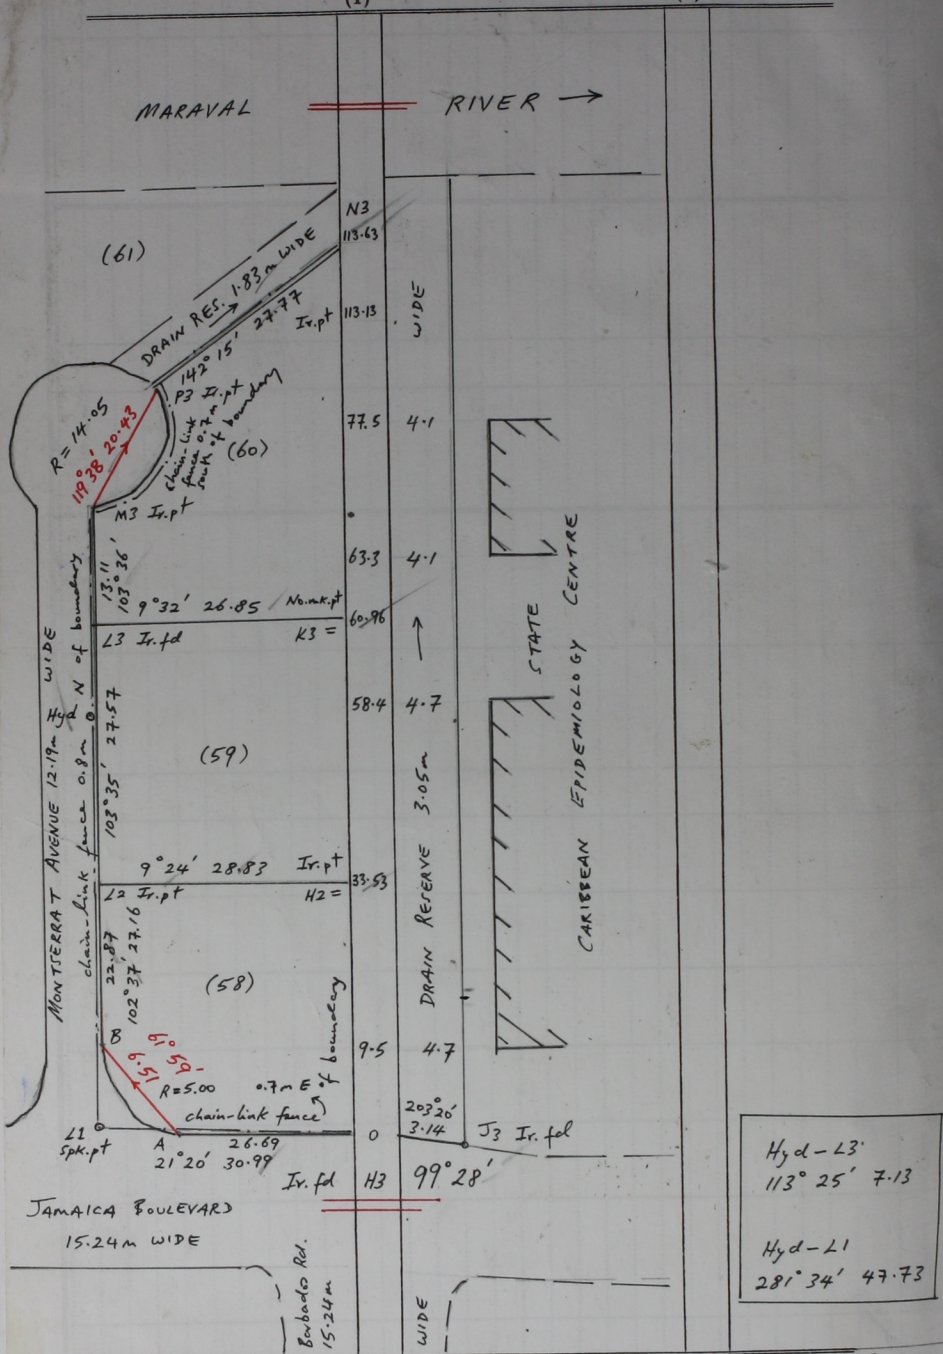 MARAVAL RIVER →
N3
113.63
(61)
DRAIN RES. 1.83m WIDE
27.77
142° 15'
Ir.pt
113.13
WIDE
P3 Ir.pt
R = 14.05
119° 38' 20.43
chain-link
fence 0.7 m
south of boundary
(60)
77.5 4.1
M3 Ir.pt
13.11
103° 36'
63.3 4.1
9° 32' 26.85 No.mk.pt
60.96
L3 Ir.fd K3 =
STATE
CARIBBEAN EPIDEMIOLOGY CENTRE
MONTSERRAT AVENUE 12.19m WIDE
Hyd
chain-link fence 0.8m N of boundary
103° 35' 27.57
58.4 4.7
(59)
DRAIN RESERVE 3.05m
9° 24' 28.83 Ir.pt
33.53
L2 Ir.pt H2 =
22.87
102° 37' 27.16
(58)
B
61° 59'
6.51
R=5.00
9.5 4.7
0.7m E of boundary
chain-link fence
203° 20'
3.14
J3 Ir.fd
L1
Spk.pt
A
26.69
21° 20' 30.99
0
Ir.fd H3 99° 28'
JAMAICA BOULEVARD
15.24m WIDE
Barbados Rd.
15.24m
WIDE
Hyd-L3
113° 25' 7.13
Hyd-L1
281° 34' 47.73